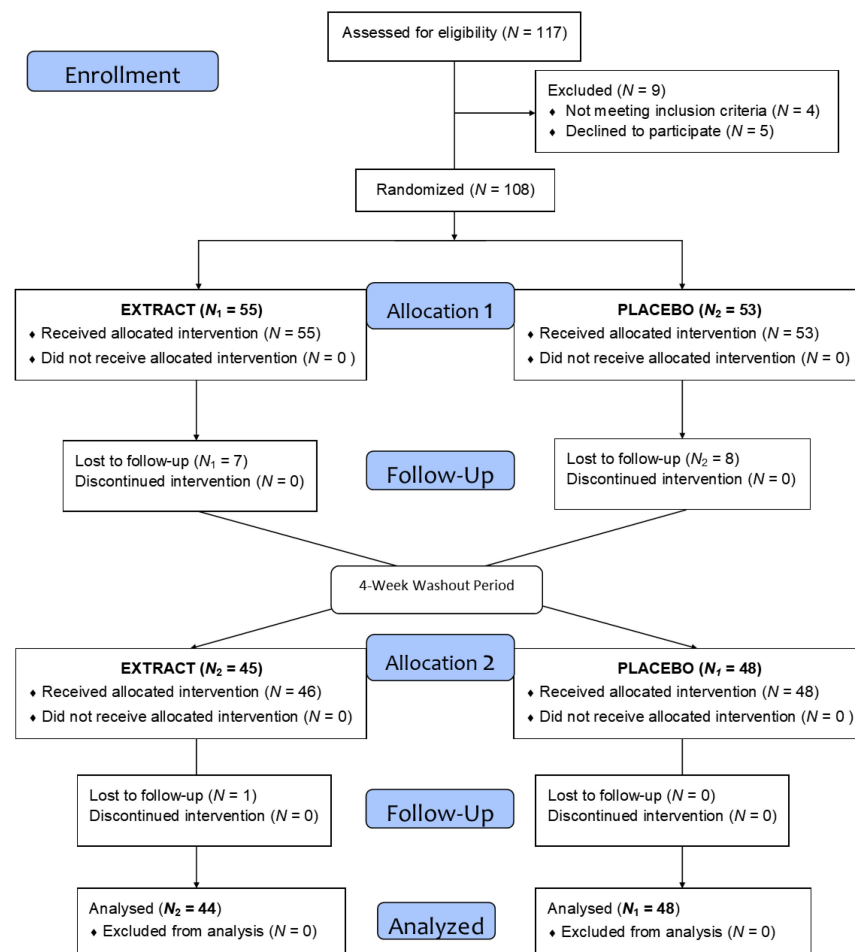 Assessed for eligibility (N = 117)
Enrollment
Excluded (N = 9)
♦ Not meeting inclusion criteria (N = 4)
♦ Declined to participate (N = 5)
Randomized (N = 108)
EXTRACT (N₁ = 55)
♦ Received allocated intervention (N = 55)
♦ Did not receive allocated intervention (N = 0 )
Allocation 1
PLACEBO (N₂ = 53)
♦ Received allocated intervention (N = 53)
♦ Did not receive allocated intervention (N = 0)
Lost to follow-up (N₁ = 7)
Discontinued intervention (N = 0)
Follow-Up
Lost to follow-up (N₂ = 8)
Discontinued intervention (N = 0)
4-Week Washout Period
EXTRACT (N₂ = 45)
♦ Received allocated intervention (N = 46)
♦ Did not receive allocated intervention (N = 0)
Allocation 2
PLACEBO (N₁ = 48)
♦ Received allocated intervention (N = 48)
♦ Did not receive allocated intervention (N = 0 )
Lost to follow-up (N = 1)
Discontinued intervention (N = 0)
Follow-Up
Lost to follow-up (N = 0)
Discontinued intervention (N = 0)
Analysed (N₂ = 44)
♦ Excluded from analysis (N = 0)
Analyzed
Analysed (N₁ = 48)
♦ Excluded from analysis (N = 0)